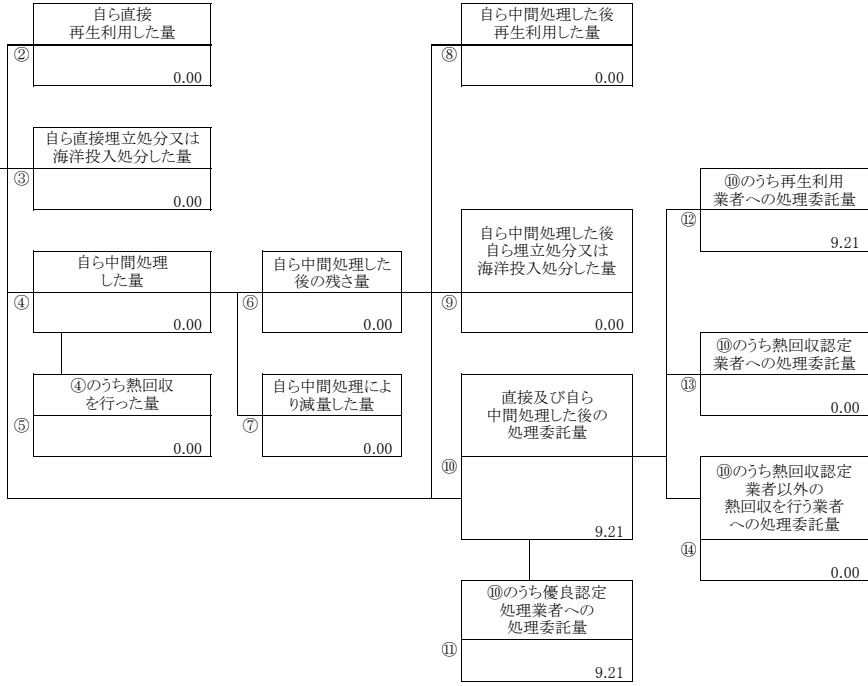 自ら直接
再生利用した量
②
0.00
自ら中間処理した後
再生利用した量
⑧
0.00
自ら直接埋立処分又は
海洋投入処分した量
③
0.00
⑩のうち再生利用
業者への処理委託量
⑫
9.21
自ら中間処理
した量
④
0.00
自ら中間処理した
後の残さ量
⑥
0.00
自ら中間処理した後
自ら埋立処分又は
海洋投入処分した量
⑨
0.00
⑩のうち熱回収認定
業者への処理委託量
⑬
0.00
④のうち熱回収
を行った量
⑤
0.00
自ら中間処理によ
り減量した量
⑦
0.00
直接及び自ら
中間処理した後の
処理委託量
⑩
9.21
⑩のうち熱回収認定
業者以外の
熱回収を行う業者
への処理委託量
⑭
0.00
⑩のうち優良認定
処理業者への
処理委託量
⑪
9.21